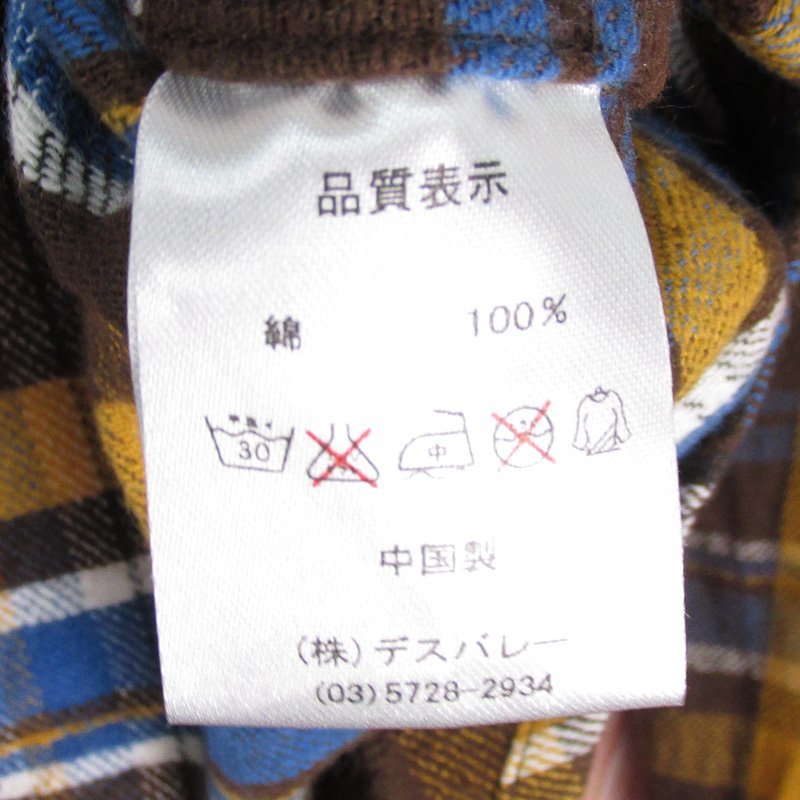 品質表示
綿 100%
30 中
中国製
(株)デスバレー
(03)5728-2934